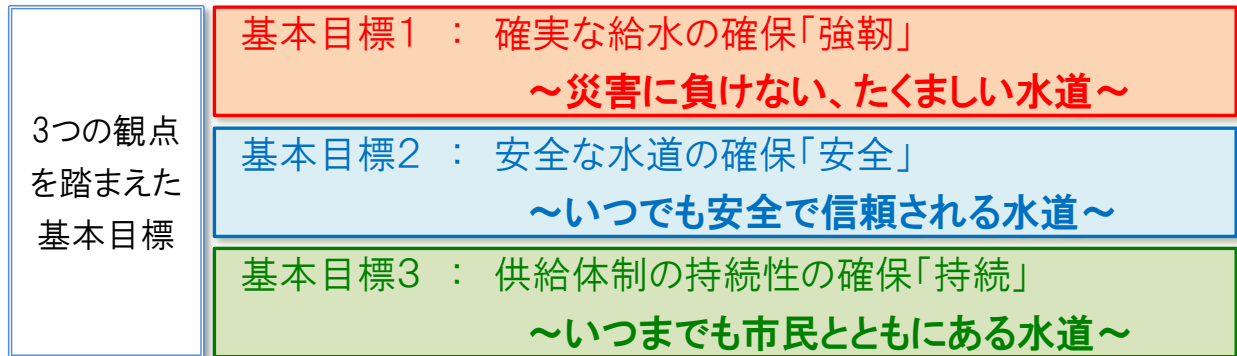 3つの観点
を踏まえた
基本目標
基本目標1 : 確実な給水の確保「強靭」
～災害に負けない、たくましい水道～
基本目標2 : 安全な水道の確保「安全」
～いつでも安全で信頼される水道～
基本目標3 : 供給体制の持続性の確保「持続」
～いつまでも市民とともにある水道～